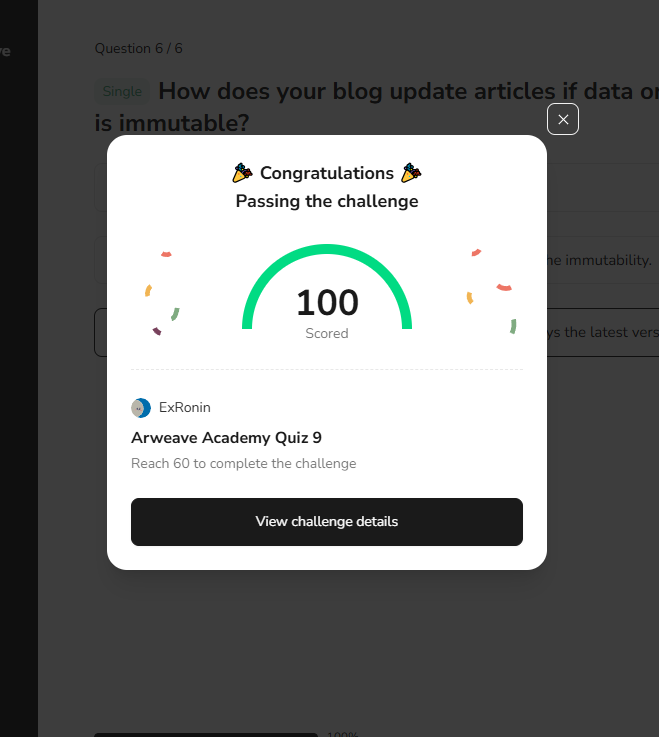 ve
Question 6 / 6
Single How does your blog update articles if data on
is immutable?
Congratulations
Passing the challenge
he immutability.
100
ys the latest vers
Scored
ExRonin
Arweave Academy Quiz 9
Reach 60 to complete the challenge
View challenge details
100%